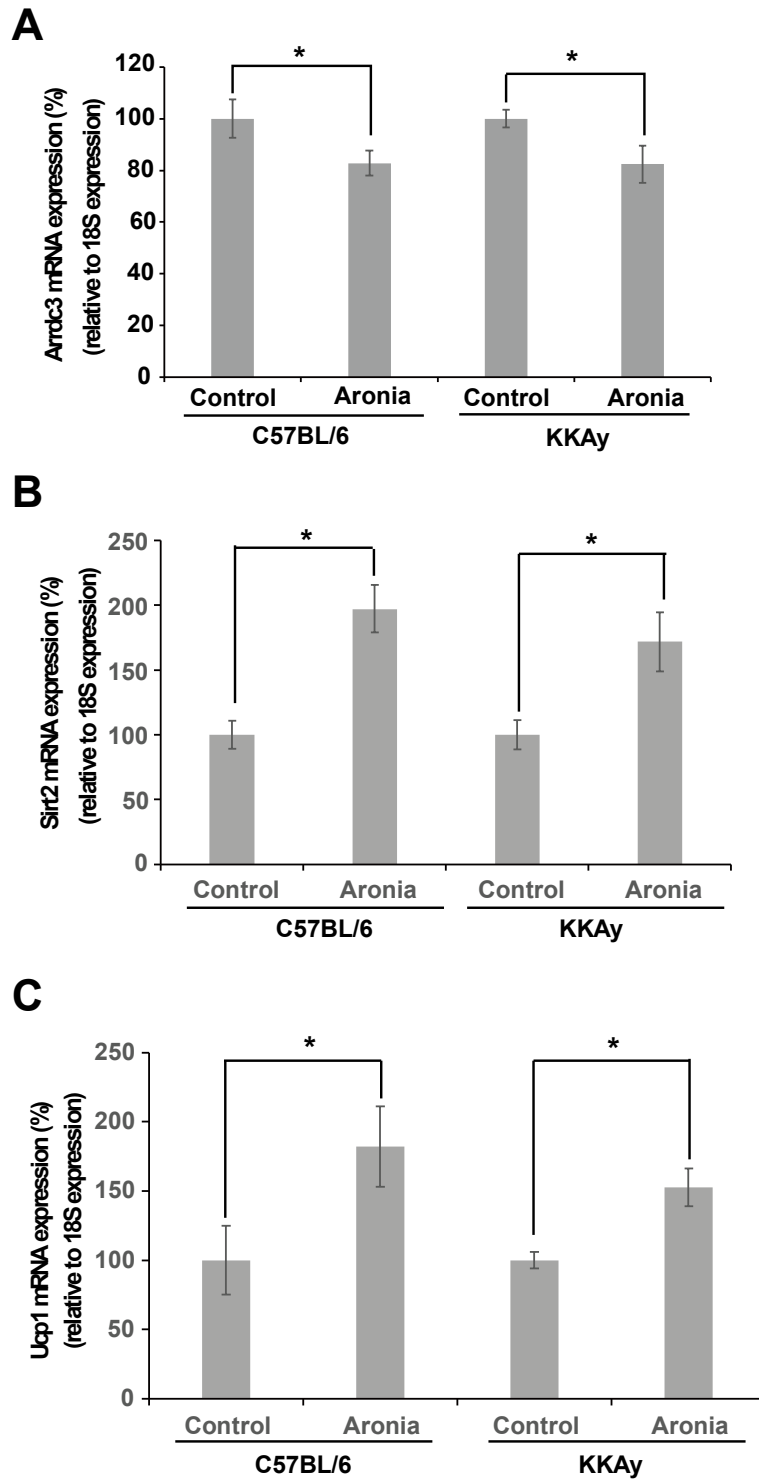 A
Arrdc3 mRNA expression (%)
(relative to 18S expression)
120
100
80
60
40
20
0
*
*
Control Aronia Control Aronia
C57BL/6 KKAy
B
Sirt2 mRNA expression (%)
(relative to 18S expression)
250
200
150
100
50
0
*
*
Control Aronia Control Aronia
C57BL/6 KKAy
C
Ucp1 mRNA expression (%)
(relative to 18S expression)
250
200
150
100
50
0
*
*
Control Aronia Control Aronia
C57BL/6 KKAy